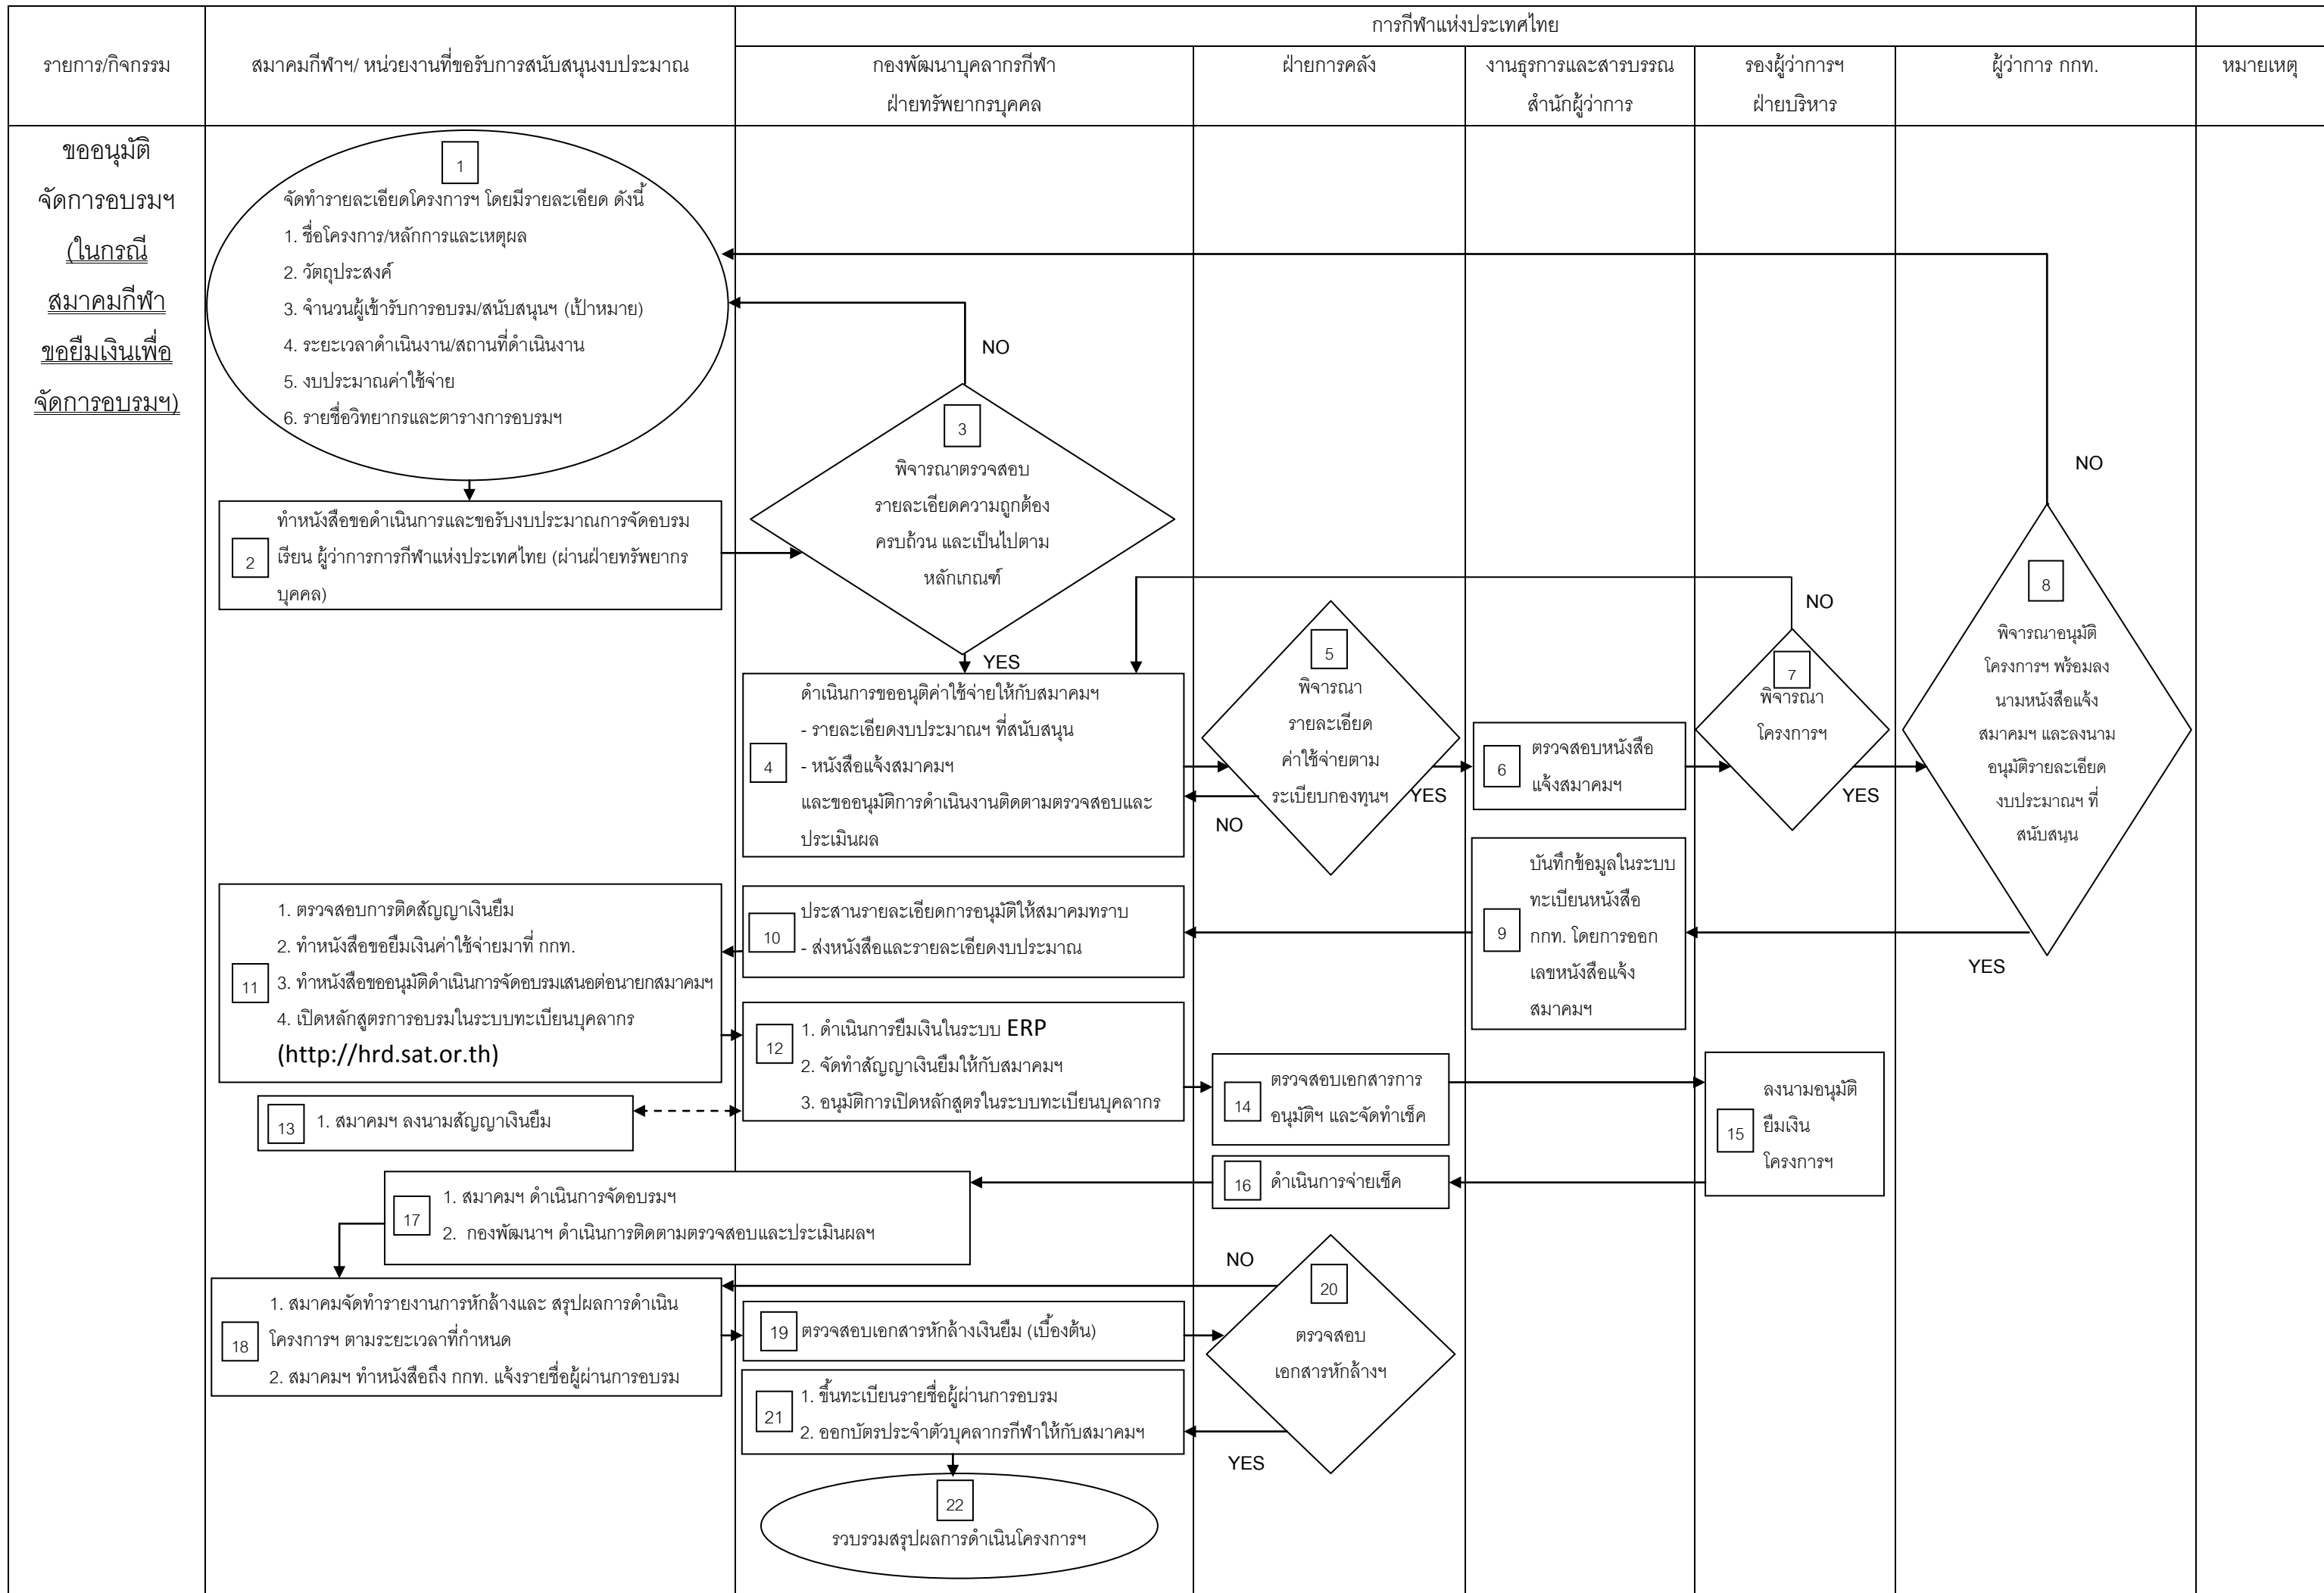 การกีฬาแห่งประเทศไทย
รายการ/กิจกรรม
สมาคมกีฬาฯ/ หน่วยงานที่ขอรับการสนับสนุนงบประมาณ
กองพัฒนาบุคลากรกีฬา
ฝ่ายทรัพยากรบุคคล
ฝ่ายการคลัง
งานธุรการและสารบรรณ
สำนักผู้ว่าการ
รองผู้ว่าการฯ
ฝ่ายบริหาร
ผู้ว่าการ กกท.
หมายเหตุ
ขออนุมัติ
จัดการอบรมฯ
(ในกรณี
สมาคมกีฬา
ขอยืมเงินเพื่อ
จัดการอบรมฯ)
1
จัดทำรายละเอียดโครงการฯ โดยมีรายละเอียด ดังนี้
1. ชื่อโครงการ/หลักการและเหตุผล
2. วัตถุประสงค์
3. จำนวนผู้เข้ารับการอบรม/สนับสนุนฯ (เป้าหมาย)
4. ระยะเวลาดำเนินงาน/สถานที่ดำเนินงาน
5. งบประมาณค่าใช้จ่าย
6. รายชื่อวิทยากรและตารางการอบรมฯ
2
ทำหนังสือขอดำเนินการและขอรับงบประมาณการจัดอบรม
เรียน ผู้ว่าการการกีฬาแห่งประเทศไทย (ผ่านฝ่ายทรัพยากร
บุคคล)
NO
3
พิจารณาตรวจสอบ
รายละเอียดความถูกต้อง
ครบถ้วน และเป็นไปตาม
หลักเกณฑ์
YES
4
ดำเนินการขออนุติค่าใช้จ่ายให้กับสมาคมฯ
- รายละเอียดงบประมาณฯ ที่สนับสนุน
- หนังสือแจ้งสมาคมฯ
และขออนุมัติการดำเนินงานติดตามตรวจสอบและ
ประเมินผล
5
พิจารณา
รายละเอียด
ค่าใช้จ่ายตาม
ระเบียบกองทุนฯ
NO
YES
6
ตรวจสอบหนังสือ
แจ้งสมาคมฯ
NO
7
พิจารณา
โครงการฯ
YES
NO
8
พิจารณาอนุมัติ
โครงการฯ พร้อมลง
นามหนังสือแจ้ง
สมาคมฯ และลงนาม
อนุมัติรายละเอียด
งบประมาณฯ ที่
สนับสนุน
YES
9
บันทึกข้อมูลในระบบ
ทะเบียนหนังสือ
กกท. โดยการออก
เลขหนังสือแจ้ง
สมาคมฯ
10
ประสานรายละเอียดการอนุมัติให้สมาคมทราบ
- ส่งหนังสือและรายละเอียดงบประมาณ
11
1. ตรวจสอบการติดสัญญาเงินยืม
2. ทำหนังสือขอยืมเงินค่าใช้จ่ายมาที่ กกท.
3. ทำหนังสือขออนุมัติดำเนินการจัดอบรมเสนอต่อนายกสมาคมฯ
4. เปิดหลักสูตรการอบรมในระบบทะเบียนบุคลากร
(http://hrd.sat.or.th)
12
1. ดำเนินการยืมเงินในระบบ ERP
2. จัดทำสัญญาเงินยืมให้กับสมาคมฯ
3. อนุมัติการเปิดหลักสูตรในระบบทะเบียนบุคลากร
13
1. สมาคมฯ ลงนามสัญญาเงินยืม
14
ตรวจสอบเอกสารการ
อนุมัติฯ และจัดทำเช็ค
15
ลงนามอนุมัติ
ยืมเงิน
โครงการฯ
16
ดำเนินการจ่ายเช็ค
17
1. สมาคมฯ ดำเนินการจัดอบรมฯ
2. กองพัฒนาฯ ดำเนินการติดตามตรวจสอบและประเมินผลฯ
18
1. สมาคมจัดทำรายงานการหักล้างและ สรุปผลการดำเนิน
โครงการฯ ตามระยะเวลาที่กำหนด
2. สมาคมฯ ทำหนังสือถึง กกท. แจ้งรายชื่อผู้ผ่านการอบรม
19
ตรวจสอบเอกสารหักล้างเงินยืม (เบื้องต้น)
NO
20
ตรวจสอบ
เอกสารหักล้างฯ
YES
21
1. ขึ้นทะเบียนรายชื่อผู้ผ่านการอบรม
2. ออกบัตรประจำตัวบุคลากรกีฬาให้กับสมาคมฯ
22
รวบรวมสรุปผลการดำเนินโครงการฯ